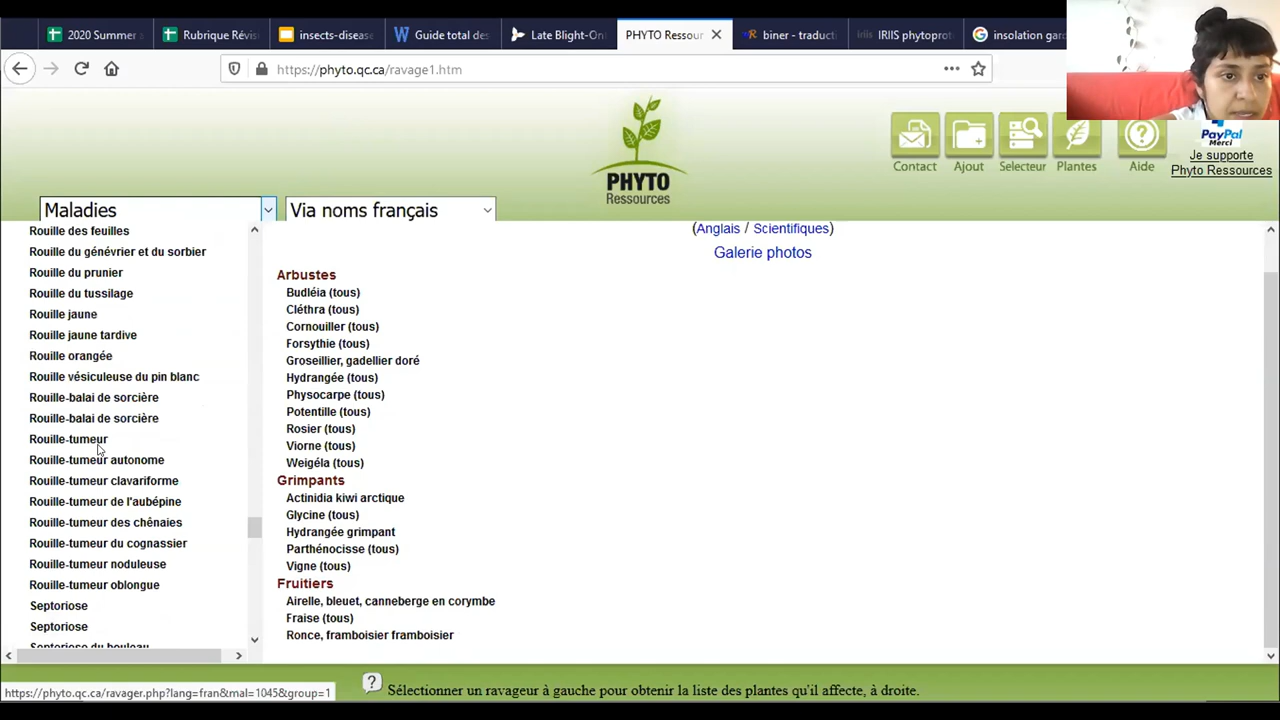 2020 Summer
Rubrique Révis
insects-disease
Guide total des
Late Blight-On
PHYTO Ressour
biner - traducti
IRIIS phytoprot
insolation gard
https://phyto.qc.ca/ravage1.htm
PHYTO
Ressources
Contact
Ajout
Selecteur
Plantes
Aide
PayPal
Merci
Je supporte
Phyto Ressources
Maladies
Via noms français
Rouille des feuilles
Rouille du génévrier et du sorbier
Rouille du prunier
Rouille du tussilage
Rouille jaune
Rouille jaune tardive
Rouille orangée
Rouille vésiculeuse du pin blanc
Rouille-balai de sorcière
Rouille-balai de sorcière
Rouille-tumeur
Rouille-tumeur autonome
Rouille-tumeur clavariforme
Rouille-tumeur de l'aubépine
Rouille-tumeur des chênaies
Rouille-tumeur du cognassier
Rouille-tumeur noduleuse
Rouille-tumeur oblongue
Septoriose
Septoriose
Septoriose du bouleau
(Anglais / Scientifiques)
Galerie photos
Arbustes
Budléia (tous)
Cléthra (tous)
Cornouiller (tous)
Forsythie (tous)
Groseillier, gadellier doré
Hydrangée (tous)
Physocarpe (tous)
Potentille (tous)
Rosier (tous)
Viorne (tous)
Weigéla (tous)
Grimpants
Actinidia kiwi arctique
Glycine (tous)
Hydrangée grimpant
Parthénocisse (tous)
Vigne (tous)
Fruitiers
Airelle, bleuet, canneberge en corymbe
Fraise (tous)
Ronce, framboisier framboisier
https://phyto.qc.ca/ravager.php?lang=fran&mal=1045&group=1
Sélectionner un ravageur à gauche pour obtenir la liste des plantes qu'il affecte, à droite.